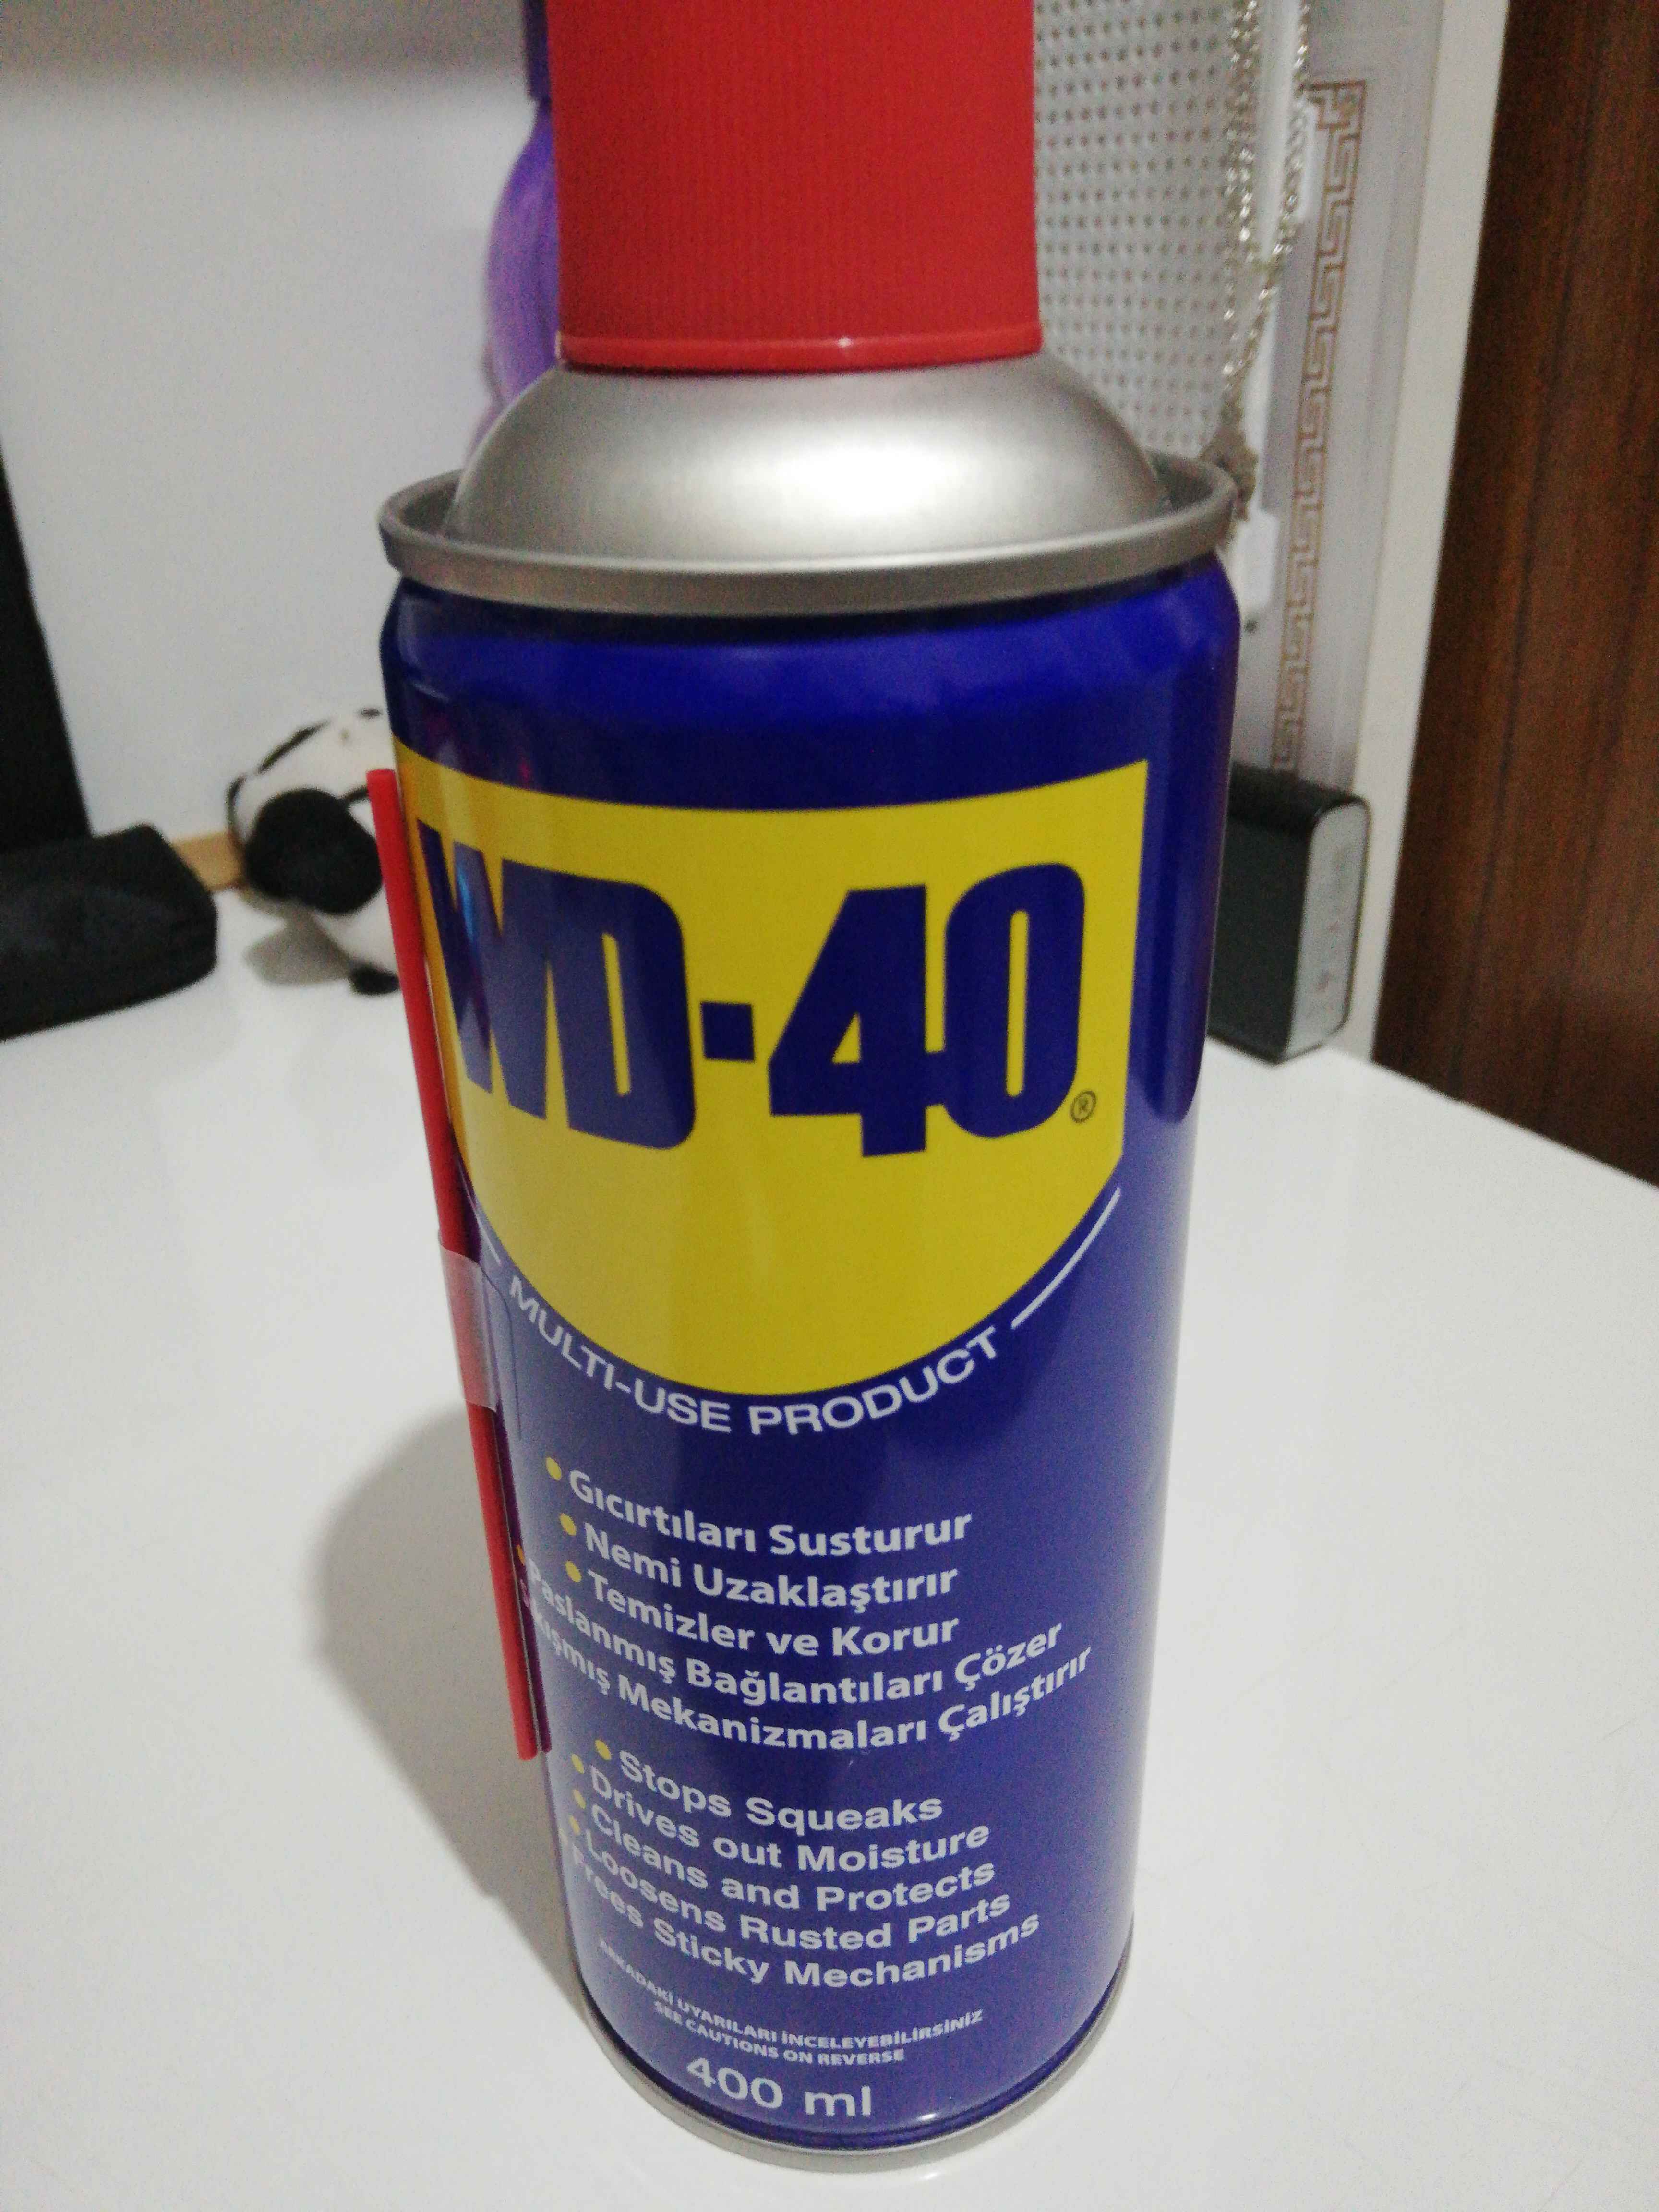 WD-40
®
MULTI-USE PRODUCT
• Gıcırtıları Susturur
• Nemi Uzaklaştırır
• Temizler ve Korur
• Paslanmış Bağlantıları Çözer
Mekanizmaları Çalıştırır
• Stops Squeaks
• Drives out Moisture
• Cleans and Protects
• Loosens Rusted Parts
Frees Sticky Mechanisms
ARKADAKİ UYARILARI İNCELEYEBİLİRSİNİZ
SEE CAUTIONS ON REVERSE
400 ml